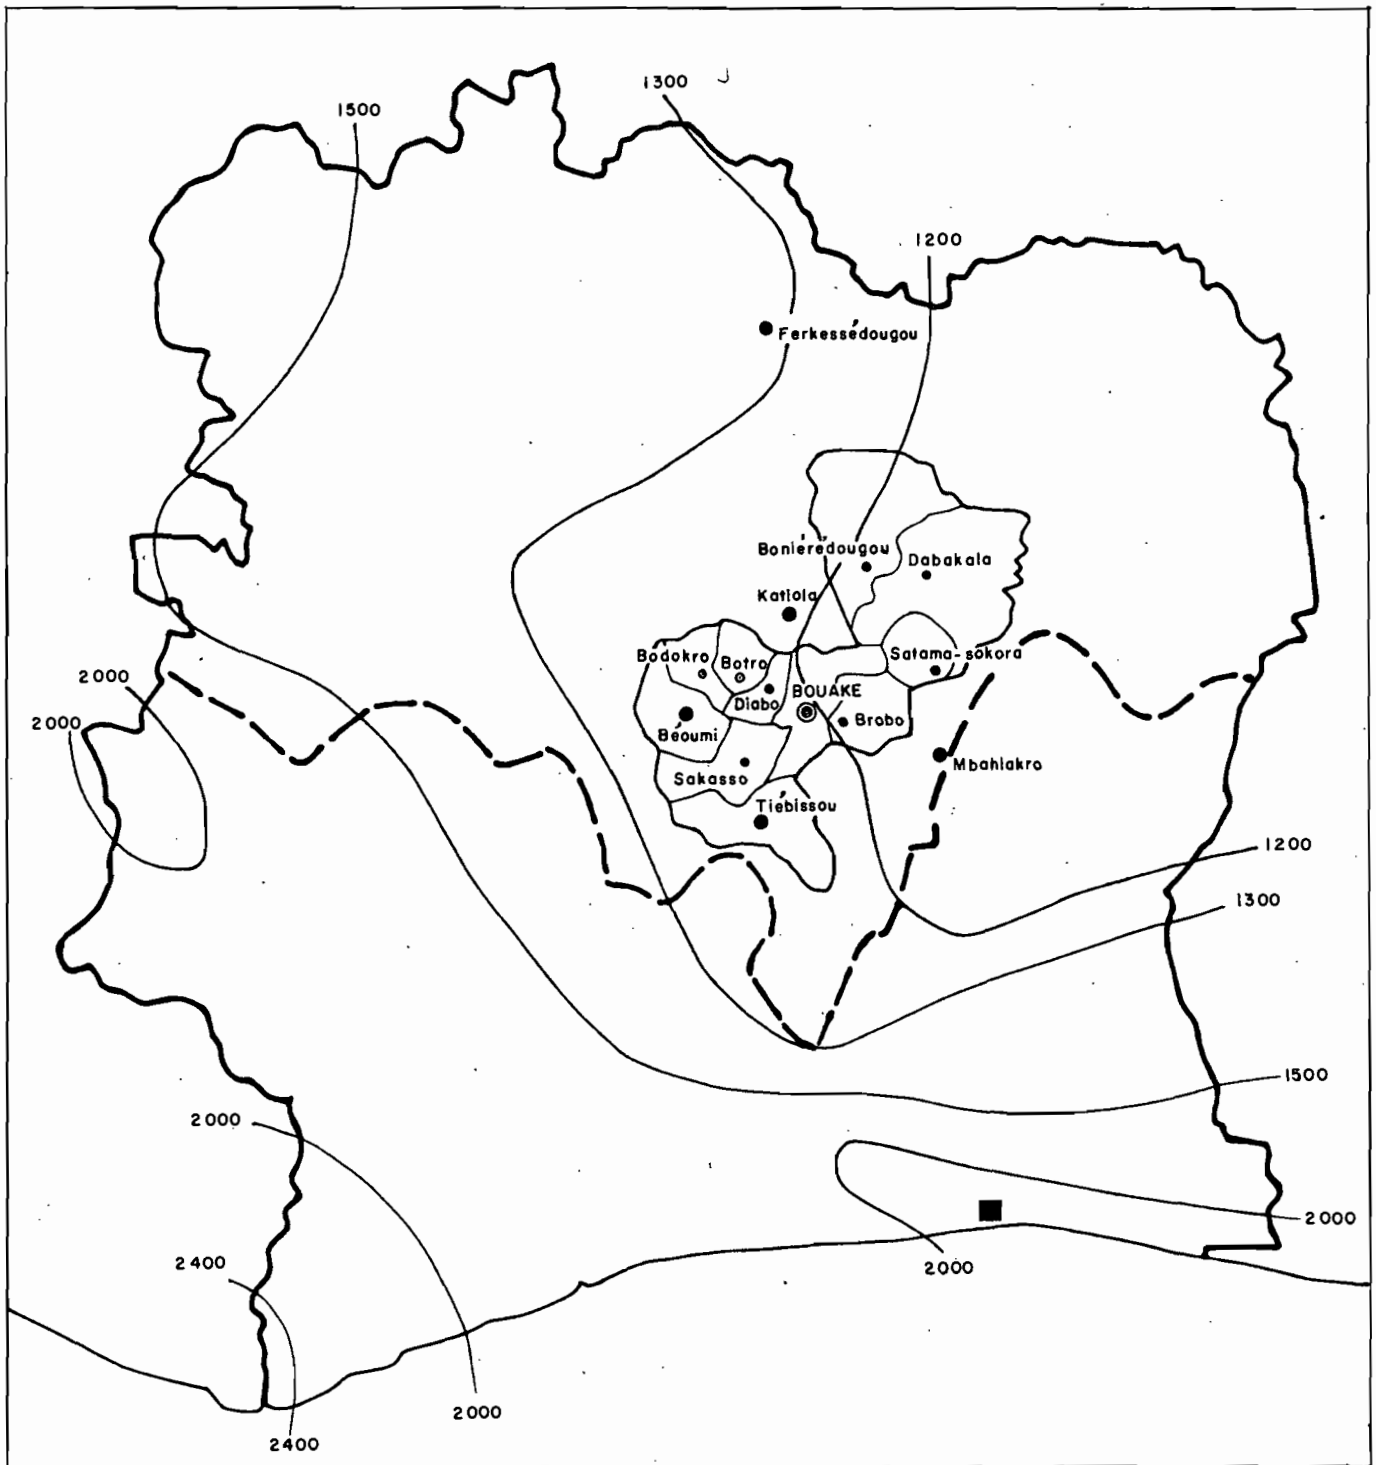 1300
1500
1200
Ferkessédougou
Boniérédougou
Dabakala
Katiola
Bodokro
Botro
Satama-sokora
2000
BOUAKE
Diabo
2000
Brobo
Béoumi
Mbahiakro
Sakasso
Tiébissou
1200
1300
1500
2000
2000
2400
2000
2000
2400